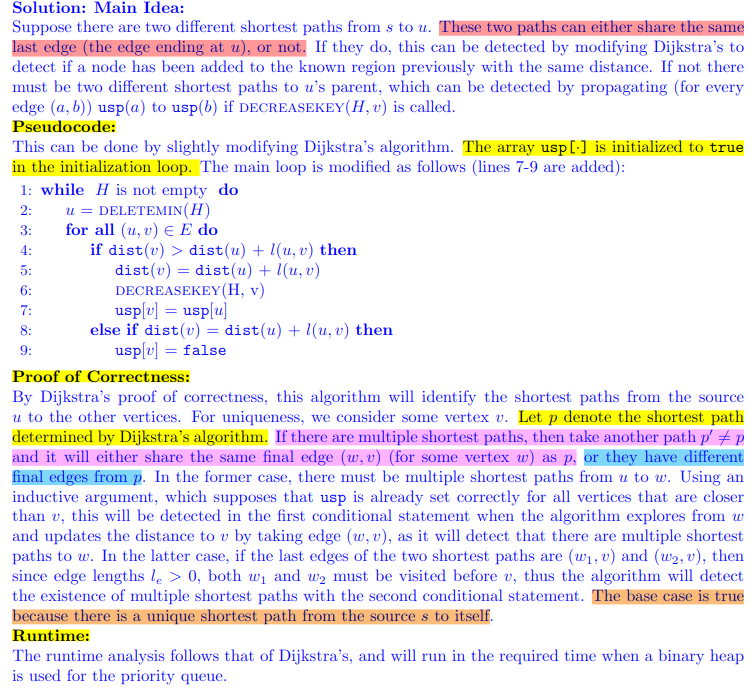 Solution: Main Idea:
Suppose there are two different shortest paths from s to u. These two paths can either share the same
last edge (the edge ending at u), or not. If they do, this can be detected by modifying Dijkstra's to
detect if a node has been added to the known region previously with the same distance. If not there
must be two different shortest paths to u's parent, which can be detected by propagating (for every
edge (a, b)) usp(a) to usp(b) if DECREASEKEY(H, v) is called.
Pseudocode:
This can be done by slightly modifying Dijkstra's algorithm. The array usp[·] is initialized to true
in the initialization loop. The main loop is modified as follows (lines 7-9 are added):
1: while H is not empty do
2: u = DELETEMIN(H)
3: for all (u, v) ∈ E do
4: if dist(v) > dist(u) + l(u, v) then
5: dist(v) = dist(u) + l(u, v)
6: DECREASEKEY(H, v)
7: usp[v] = usp[u]
8: else if dist(v) = dist(u) + l(u, v) then
9: usp[v] = false
Proof of Correctness:
By Dijkstra's proof of correctness, this algorithm will identify the shortest paths from the source
u to the other vertices. For uniqueness, we consider some vertex v. Let p denote the shortest path
determined by Dijkstra's algorithm. If there are multiple shortest paths, then take another path p′ ≠ p
and it will either share the same final edge (w, v) (for some vertex w) as p, or they have different
final edges from p. In the former case, there must be multiple shortest paths from u to w. Using an
inductive argument, which supposes that usp is already set correctly for all vertices that are closer
than v, this will be detected in the first conditional statement when the algorithm explores from w
and updates the distance to v by taking edge (w, v), as it will detect that there are multiple shortest
paths to w. In the latter case, if the last edges of the two shortest paths are (w₁, v) and (w₂, v), then
since edge lengths lₑ > 0, both w₁ and w₂ must be visited before v, thus the algorithm will detect
the existence of multiple shortest paths with the second conditional statement. The base case is true
because there is a unique shortest path from the source s to itself.
Runtime:
The runtime analysis follows that of Dijkstra's, and will run in the required time when a binary heap
is used for the priority queue.